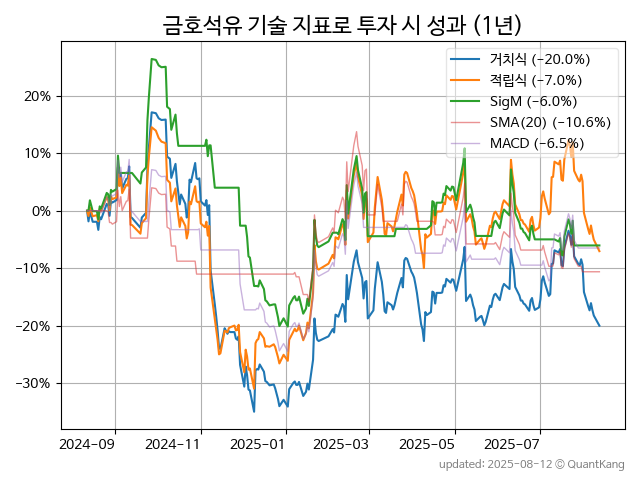 금호석유 기술 지표로 투자 시 성과 (1년)
거치식 (−20.0%)
적립식 (−7.0%)
SigM (−6.0%)
SMA(20) (−10.6%)
MACD (−6.5%)
20%
10%
0%
−10%
−20%
−30%
2024-09
2024-11
2025-01
2025-03
2025-05
2025-07
updated: 2025-08-12 © QuantKang